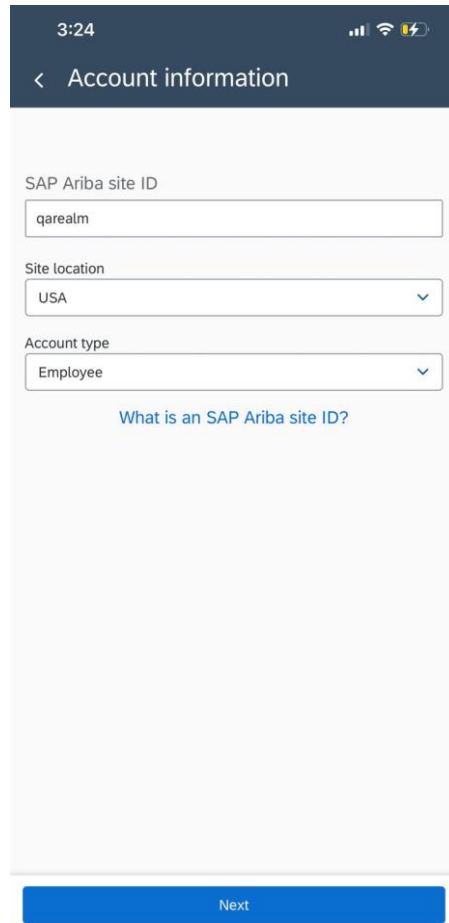 3:24
Account information
SAP Ariba site ID
qarealm
Site location
USA
Account type
Employee
What is an SAP Ariba site ID?
Next